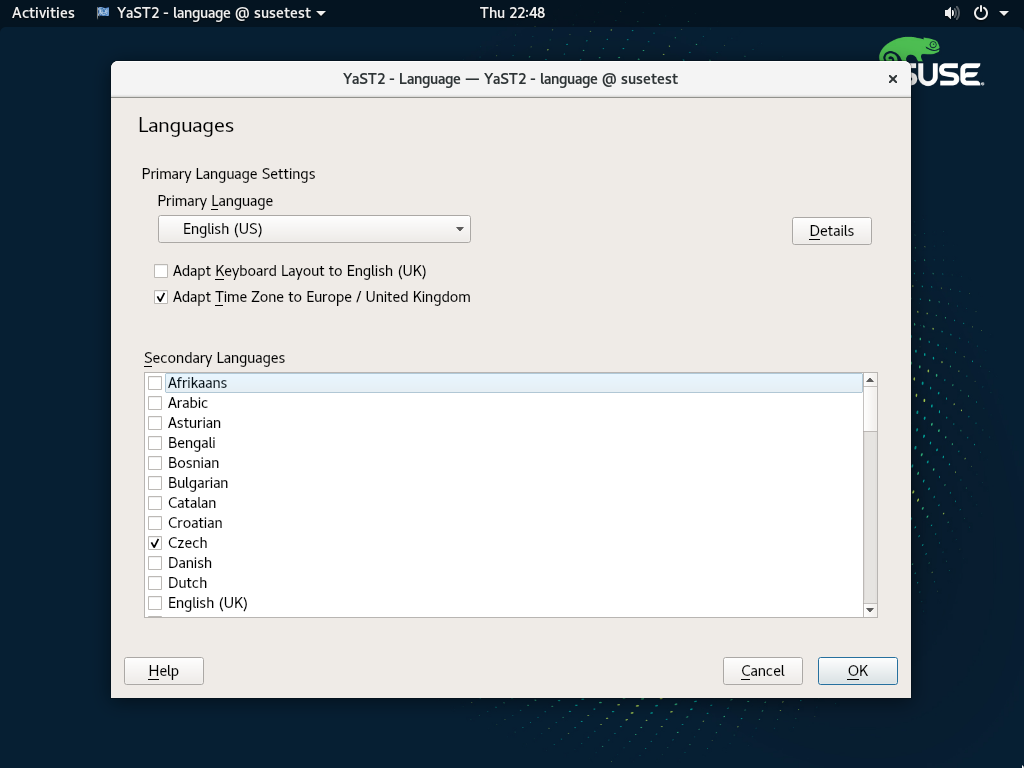 Activities YaST2 - language @ susetest Thu 22:48
SUSE
YaST2 - Language — YaST2 - language @ susetest
Languages
Primary Language Settings
Primary Language
English (US)
Details
Adapt Keyboard Layout to English (UK)
Adapt Time Zone to Europe / United Kingdom
Secondary Languages
Afrikaans
Arabic
Asturian
Bengali
Bosnian
Bulgarian
Catalan
Croatian
Czech
Danish
Dutch
English (UK)
Help Cancel OK